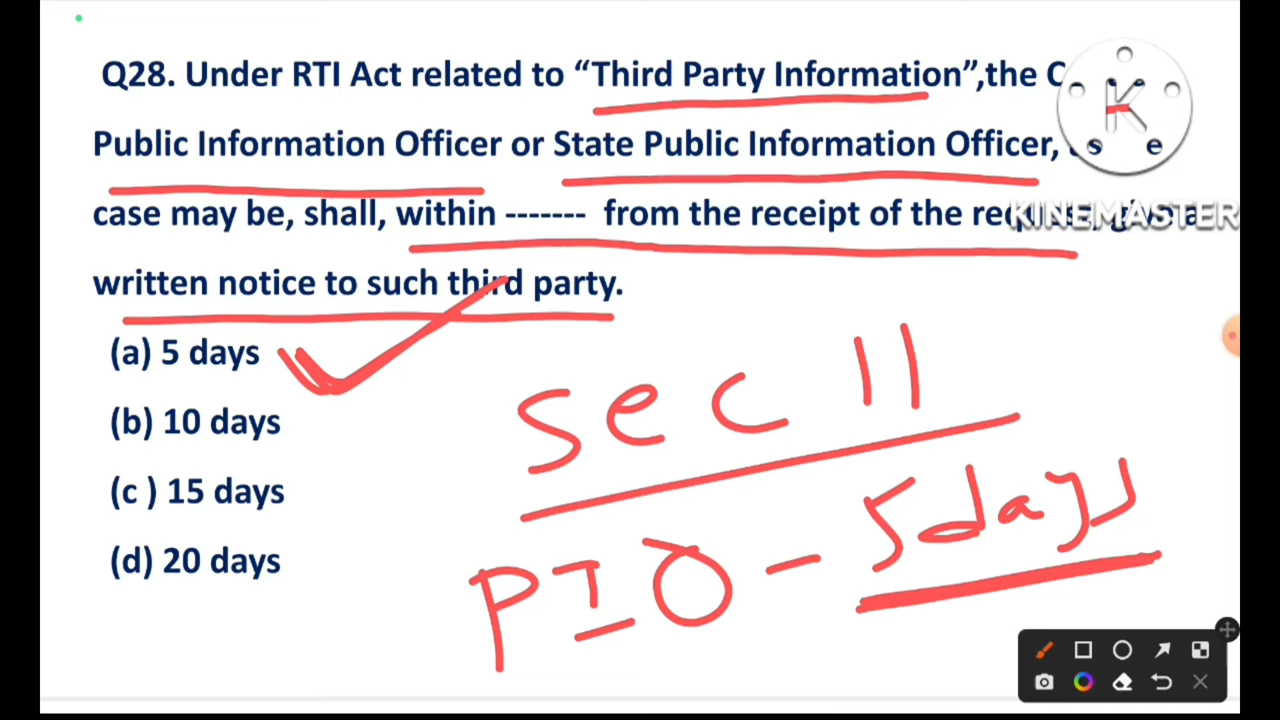 Q28. Under RTI Act related to “Third Party Information”,the
Public Information Officer or State Public Information Officer,
case may be, shall, within ------- from the receipt of the
KINEMASTER
written notice to such third party.
(a) 5 days
(b) 10 days
(c ) 15 days
(d) 20 days
Sec 11
PIO - 5days